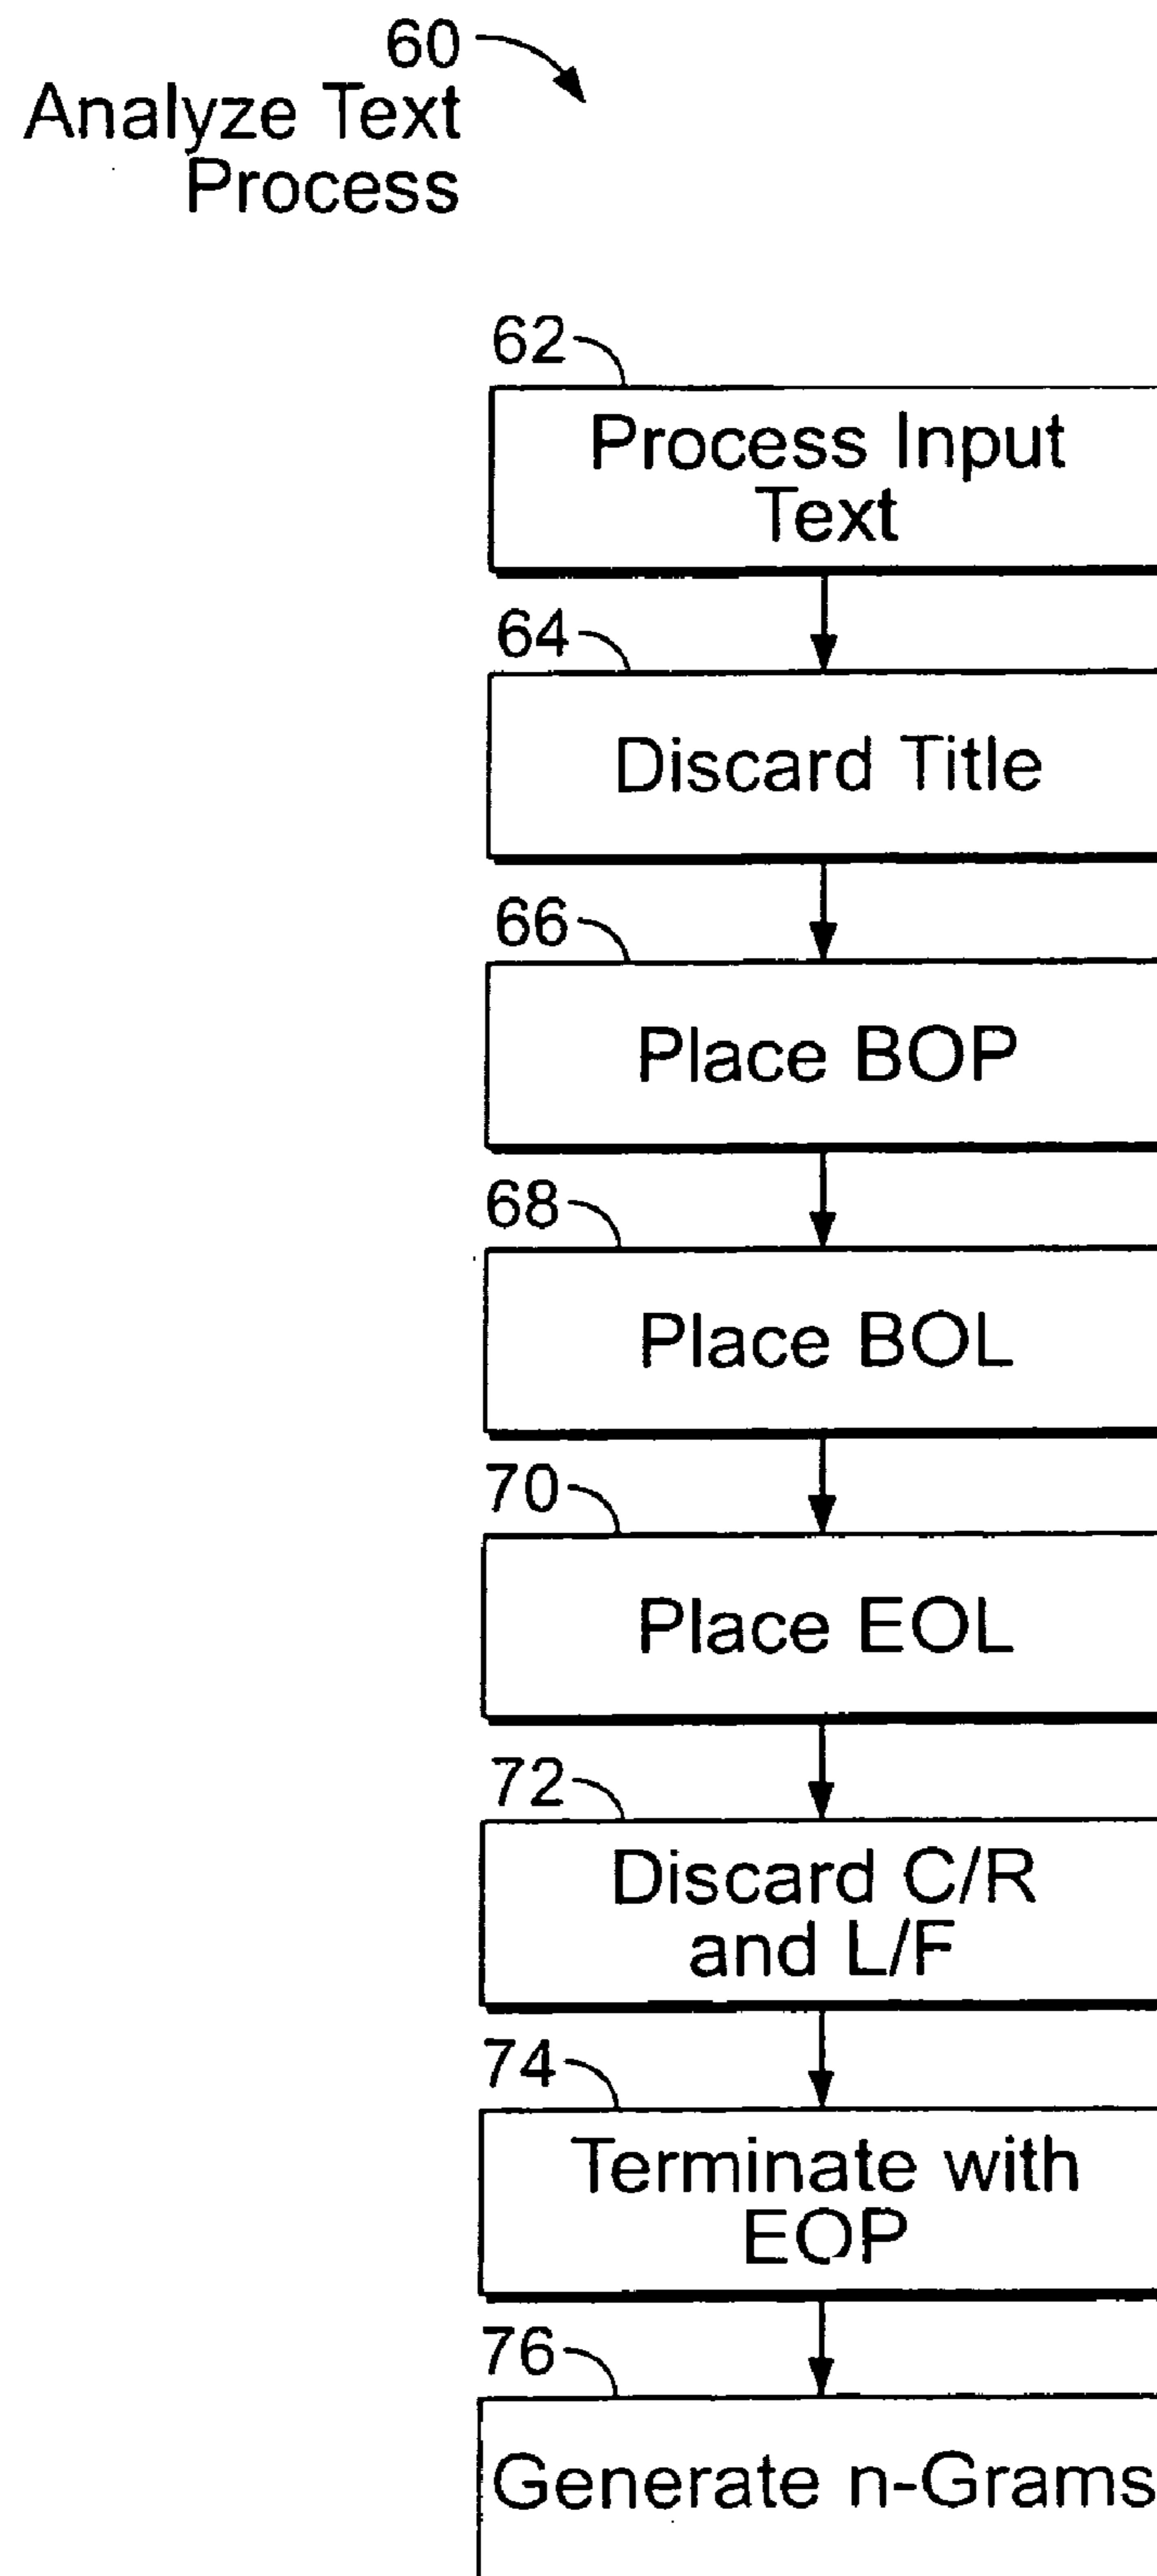 60
Analyze Text
Process
62
Process Input
Text
64
Discard Title
66
Place BOP
68
Place BOL
70
Place EOL
72
Discard C/R
and L/F
74
Terminate with
EOP
76
Generate n-Grams